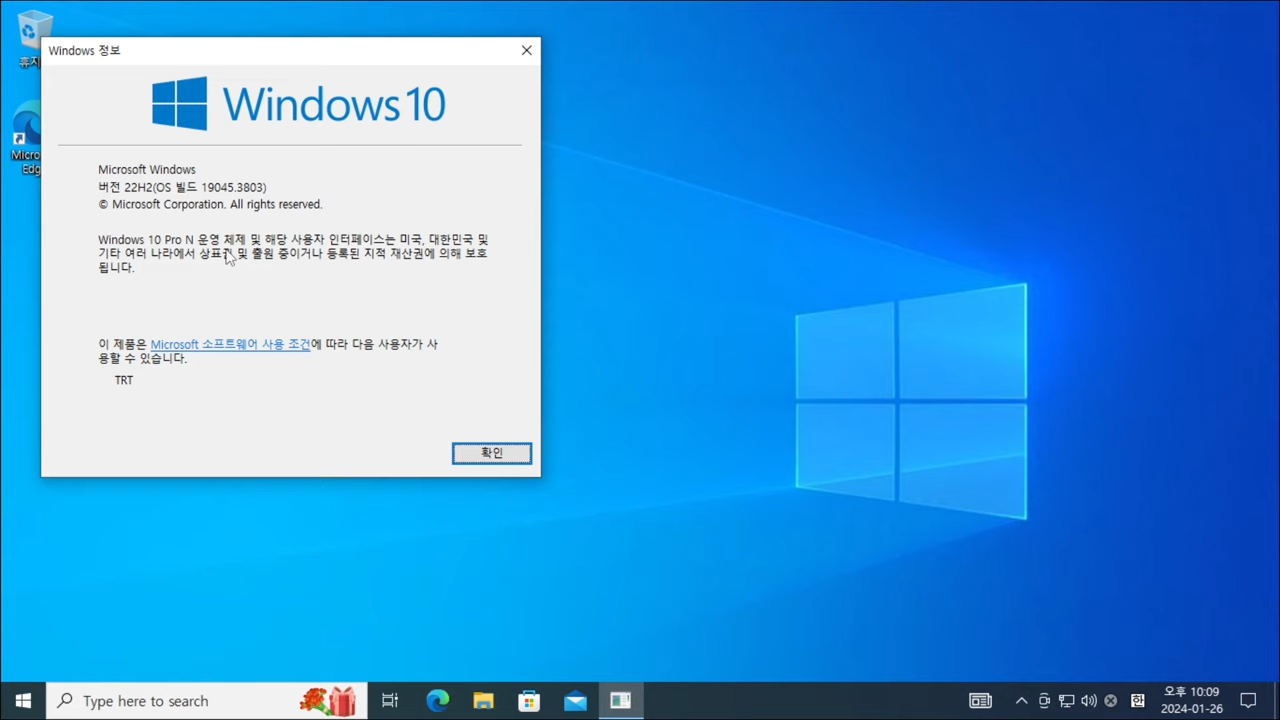 휴지
Micro
Edg
Windows 정보
Windows 10
Microsoft Windows
버전 22H2(OS 빌드 19045.3803)
© Microsoft Corporation. All rights reserved.
Windows 10 Pro N 운영 체제 및 해당 사용자 인터페이스는 미국, 대한민국 및
기타 여러 나라에서 상표권 및 출원 중이거나 등록된 지적 재산권에 의해 보호
됩니다.
이 제품은 Microsoft 소프트웨어 사용 조건에 따라 다음 사용자가 사
용할 수 있습니다.
TRT
확인
Type here to search
한
오후 10:09
2024-01-26